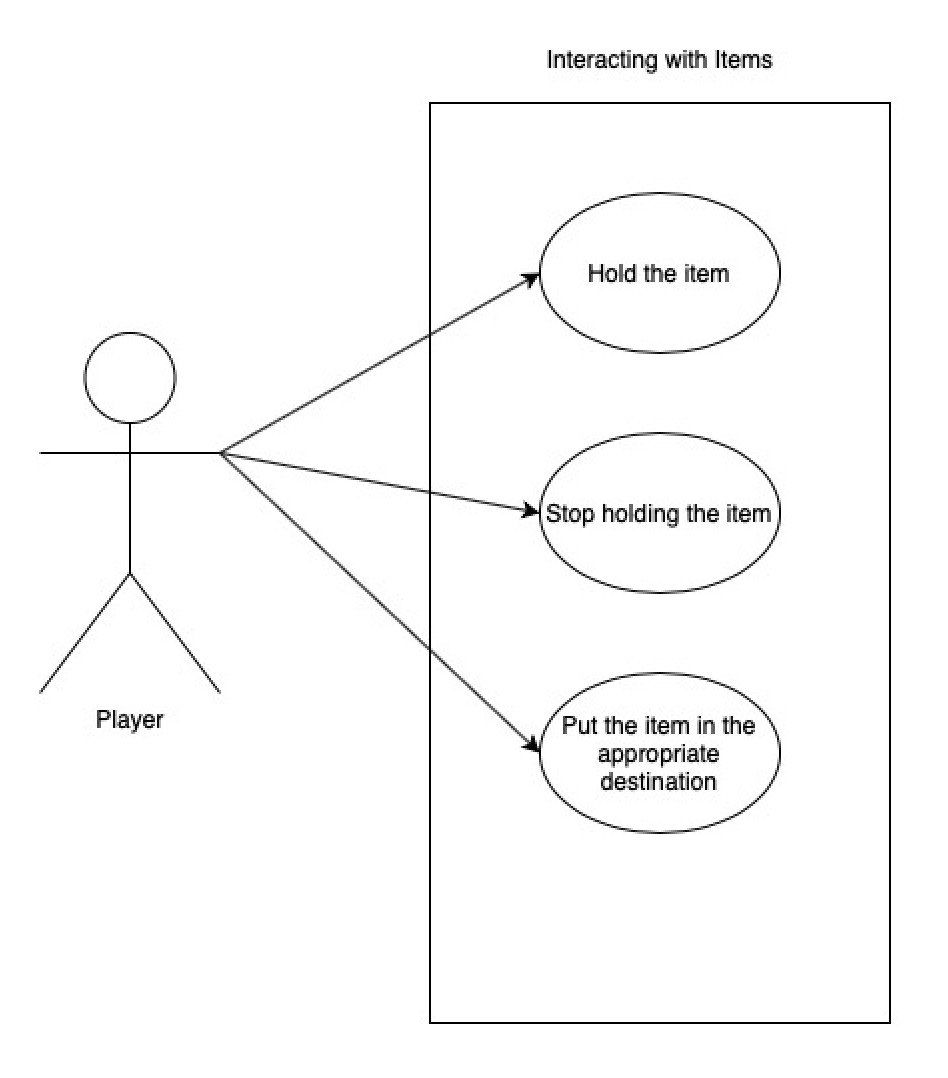 Interacting with Items
Hold the item
Stop holding the item
Put the item in the
appropriate
destination
Player